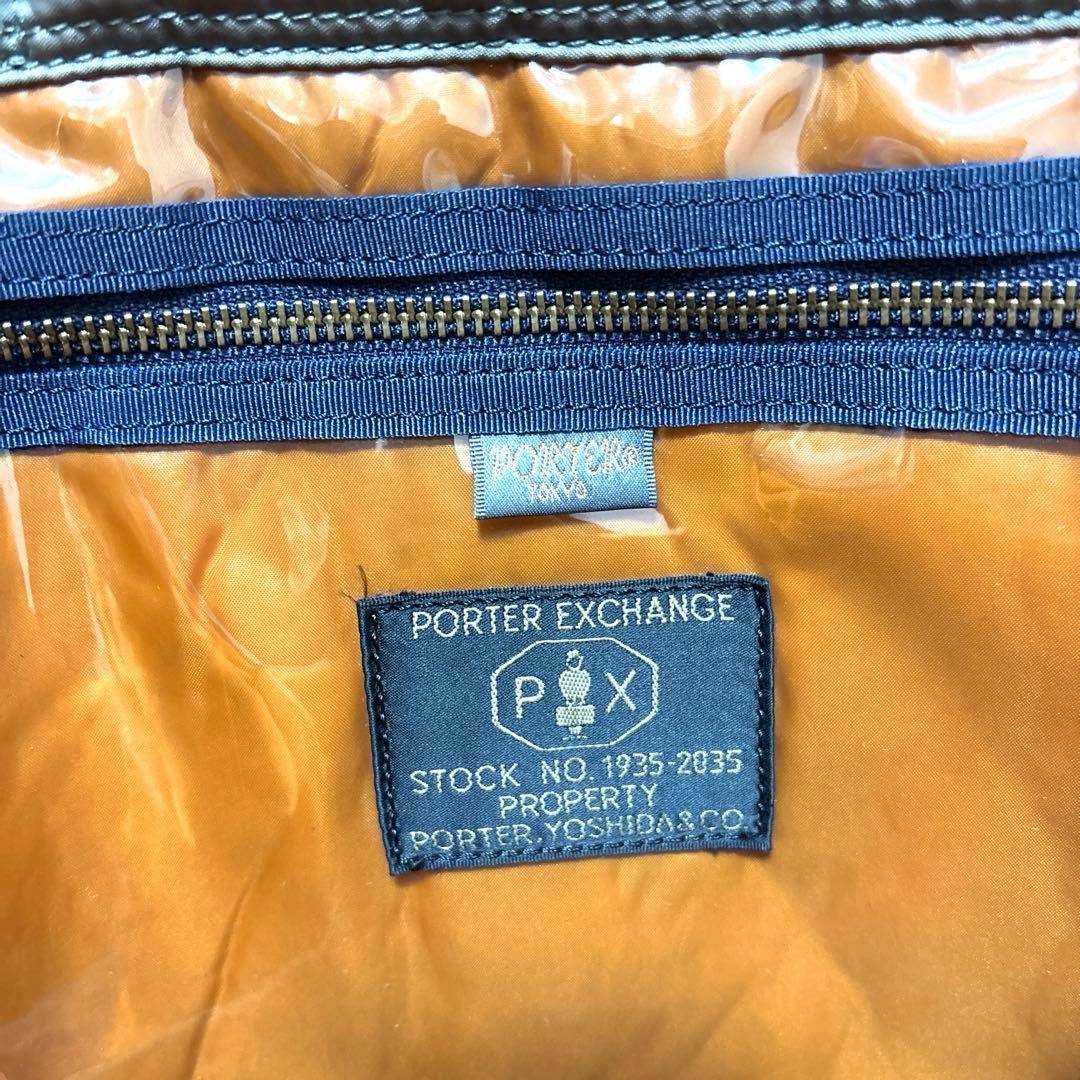 PORTER®
TOKYO
PORTER EXCHANGE
P X
STOCK NO. 1935-2035
PROPERTY
PORTER, YOSHIDA & CO.